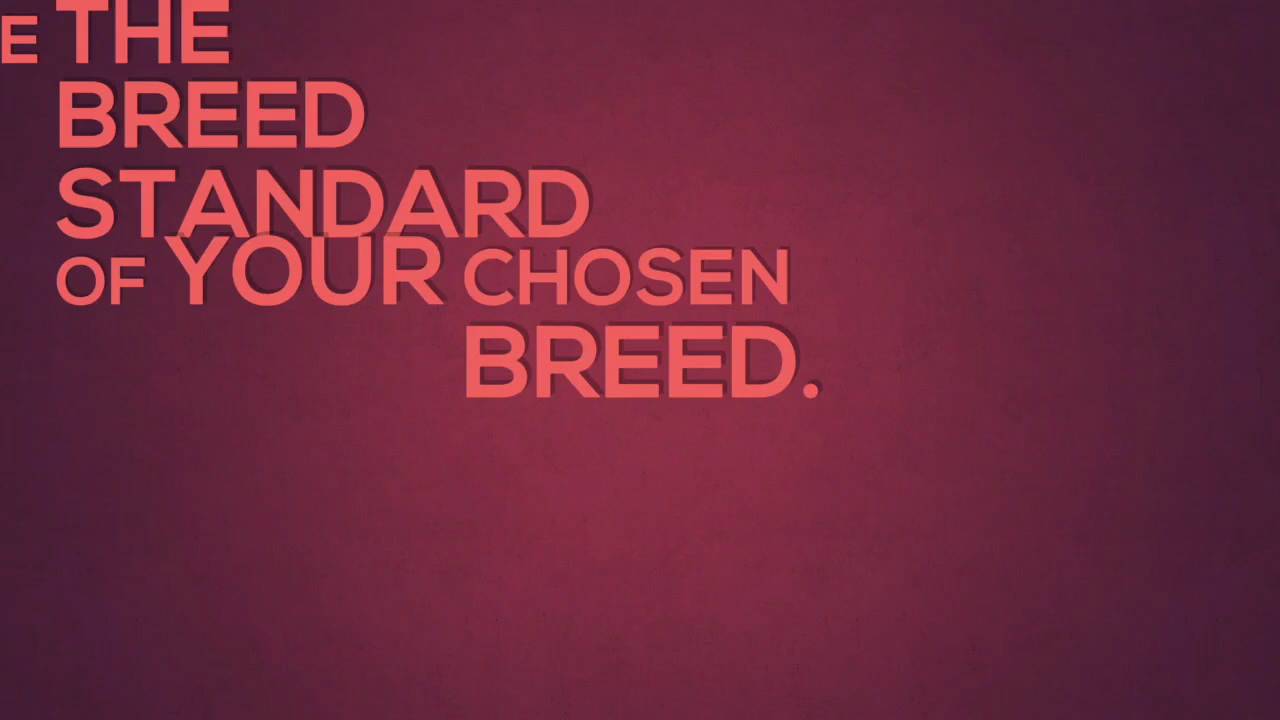 E THE
BREED
STANDARD
OF YOUR CHOSEN
BREED.